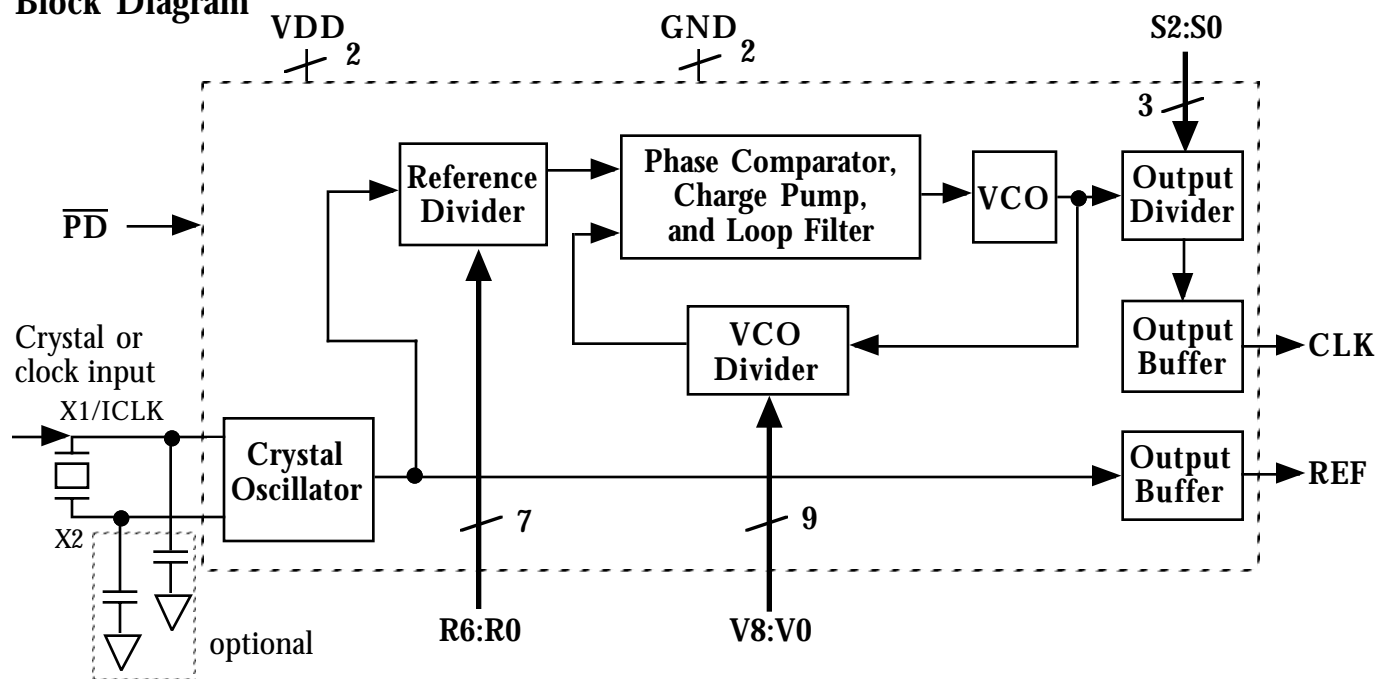 Block Diagram
VDD
2
GND
2
S2:S0
3
Reference
Divider
Phase Comparator,
Charge Pump,
and Loop Filter
VCO
Output
Divider
PD
VCO
Divider
Output
Buffer
CLK
Crystal or
clock input
X1/ICLK
Crystal
Oscillator
Output
Buffer
REF
X2
7
9
optional
R6:R0
V8:V0